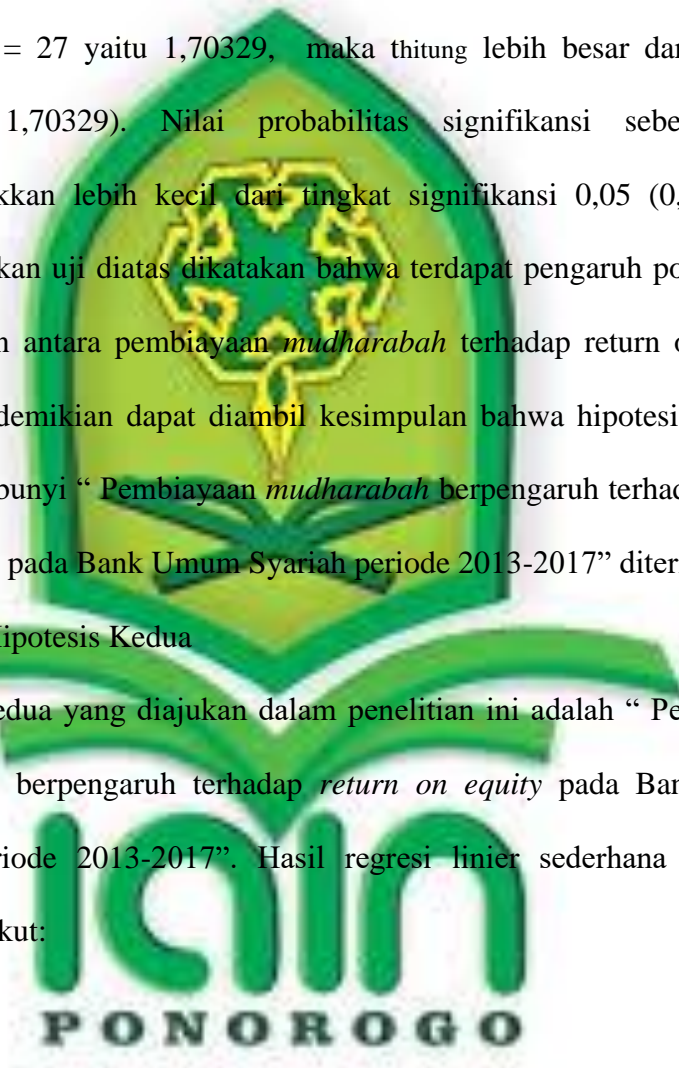 = 27 yaitu 1,70329, maka thitung lebih besar dar
1,70329). Nilai probabilitas signifikansi sebe
kkan lebih kecil dari tingkat signifikansi 0,05 (0,
kan uji diatas dikatakan bahwa terdapat pengaruh po
n antara pembiayaan mudharabah terhadap return o
demikian dapat diambil kesimpulan bahwa hipotesi
bunyi “ Pembiayaan mudharabah berpengaruh terhad
pada Bank Umum Syariah periode 2013-2017” diter
Hipotesis Kedua
edua yang diajukan dalam penelitian ini adalah “ Pe
berpengaruh terhadap return on equity pada Ban
riode 2013-2017”. Hasil regresi linier sederhana
kut:
iain
PONOROGO